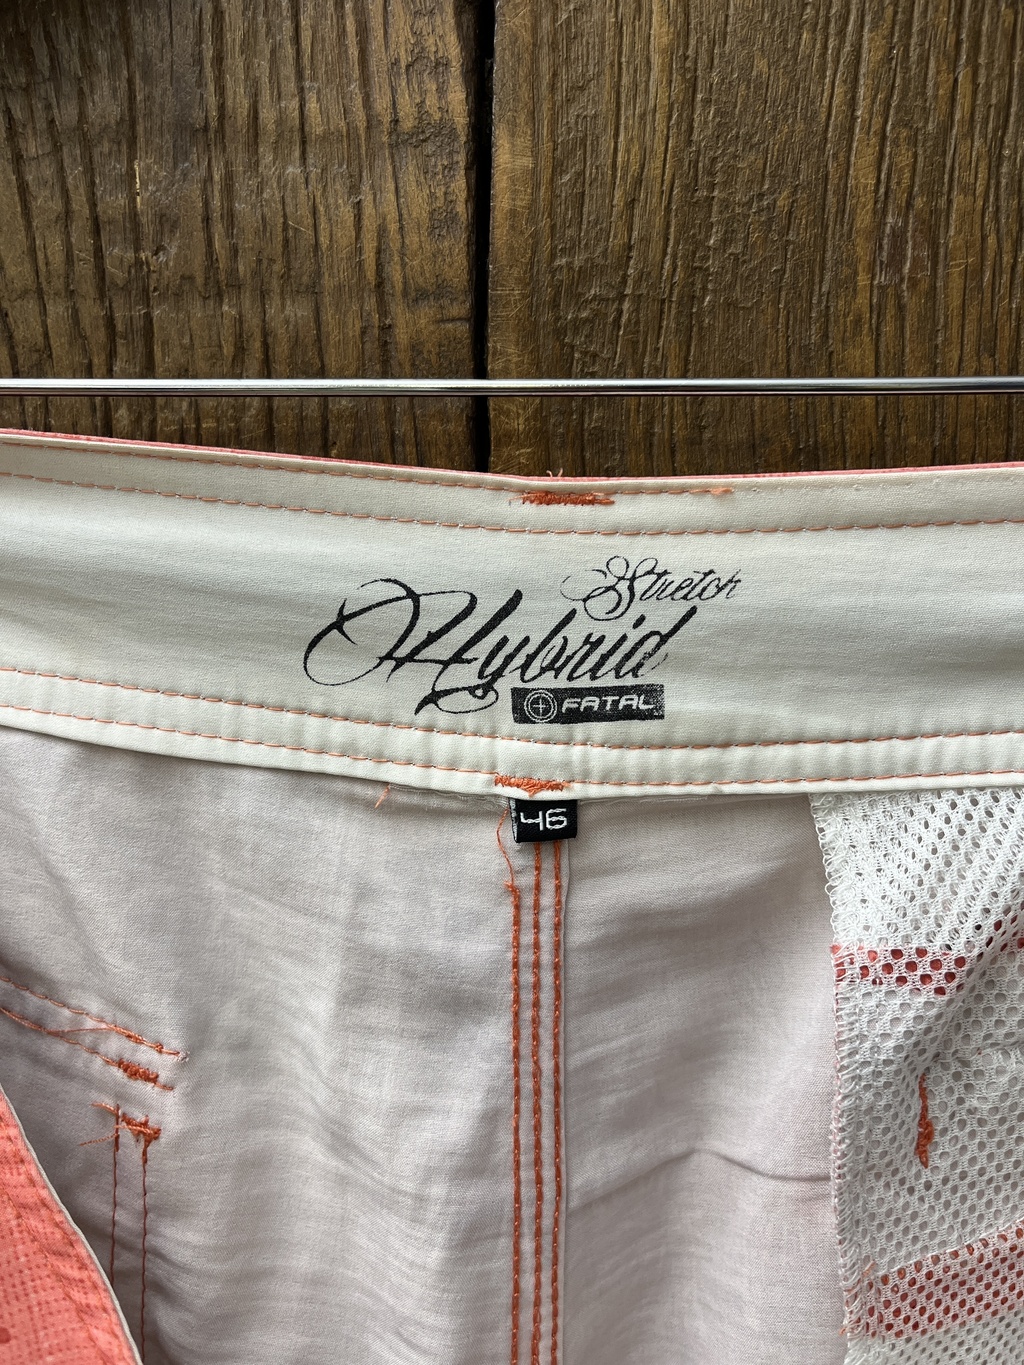 Stretch
Hybrid
FATAL
46